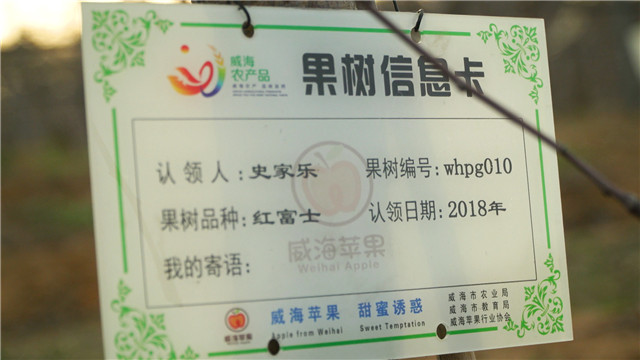 威海
农产品
果树信息卡
认领人:史家乐 果树编号:whpg010
果树品种:红富士 认领日期:2018年
我的寄语:
威海苹果
Weihai Apple
威海苹果
威海苹果 甜蜜诱惑
Apple from Weihai Sweet Temptation
威海市农业局
威海市教育局
威海苹果行业协会